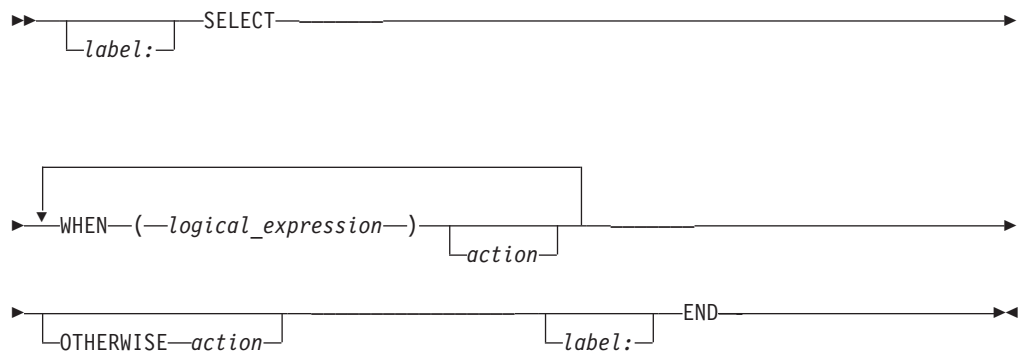 SELECT
label:
WHEN ( logical_expression )
action
END
OTHERWISE action
label: